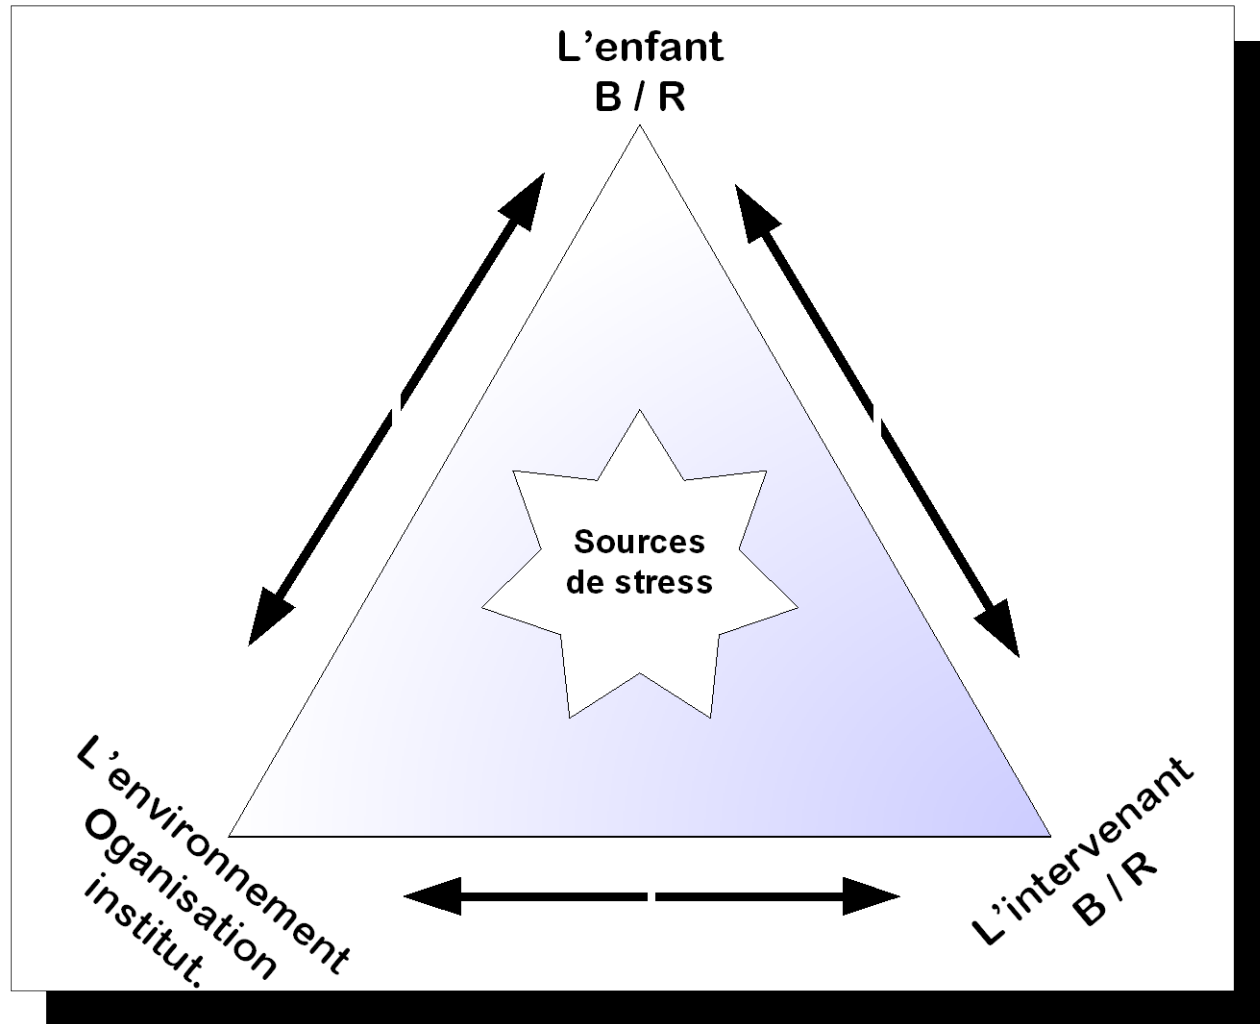 L'enfant
B / R
Sources
de stress
L'environnement
Oganisation
institut.
L'intervenant
B / R